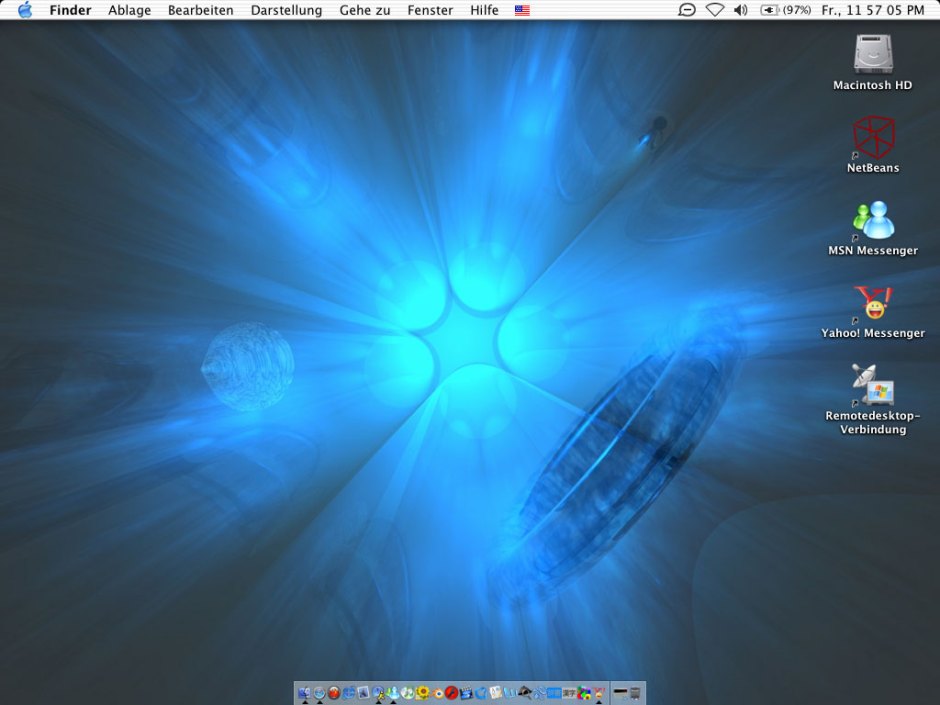 Finder Ablage Bearbeiten Darstellung Gehe zu Fenster Hilfe (97%) Fr., 11 57 05 PM
Macintosh HD
NetBeans
MSN Messenger
Yahoo! Messenger
Remotedesktop-
Verbindung